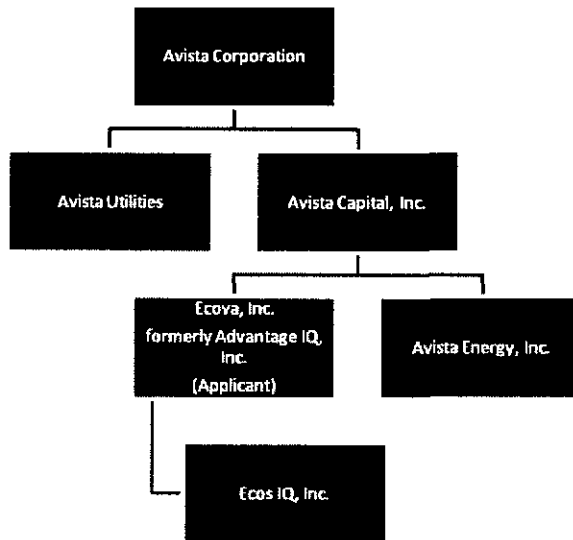 Avista Corporation
Avista Utilities
Avista Capital, Inc.
Ecova, Inc.
formerly Advantage IQ,
Inc.
(Applicant)
Avista Energy, Inc.
Ecos IQ, Inc.